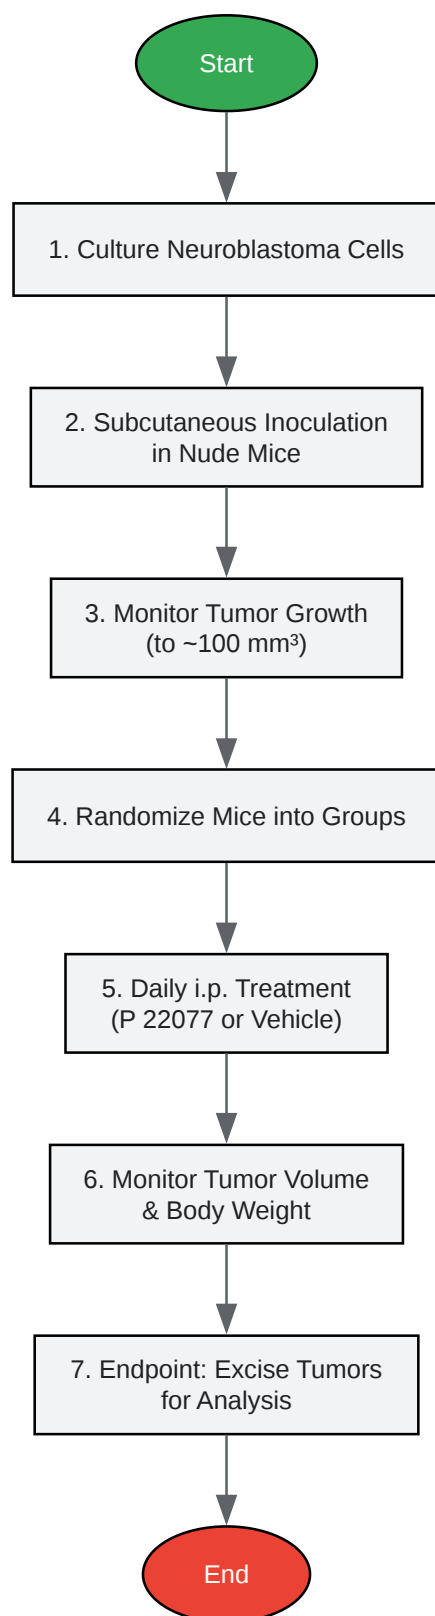 Start
1. Culture Neuroblastoma Cells
2. Subcutaneous Inoculation
in Nude Mice
3. Monitor Tumor Growth
(to ~100 mm³)
4. Randomize Mice into Groups
5. Daily i.p. Treatment
(P 22077 or Vehicle)
6. Monitor Tumor Volume
& Body Weight
7. Endpoint: Excise Tumors
for Analysis
End